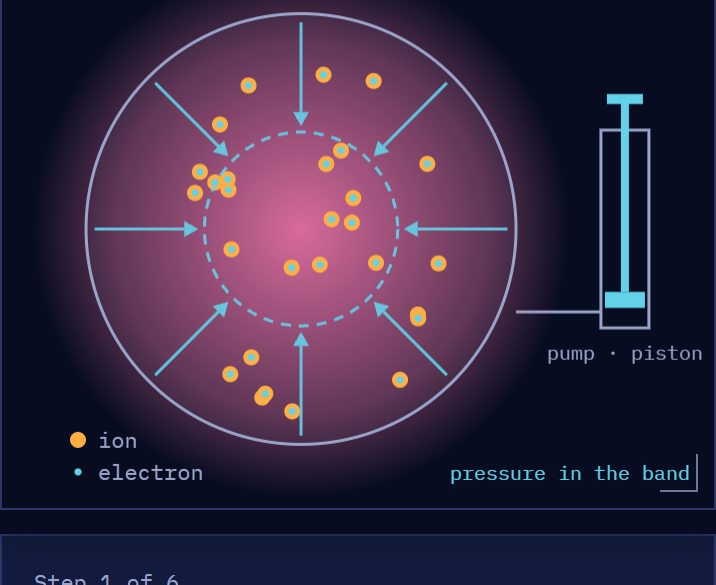 pump · piston
ion
electron
pressure in the band
Step 1 of 6